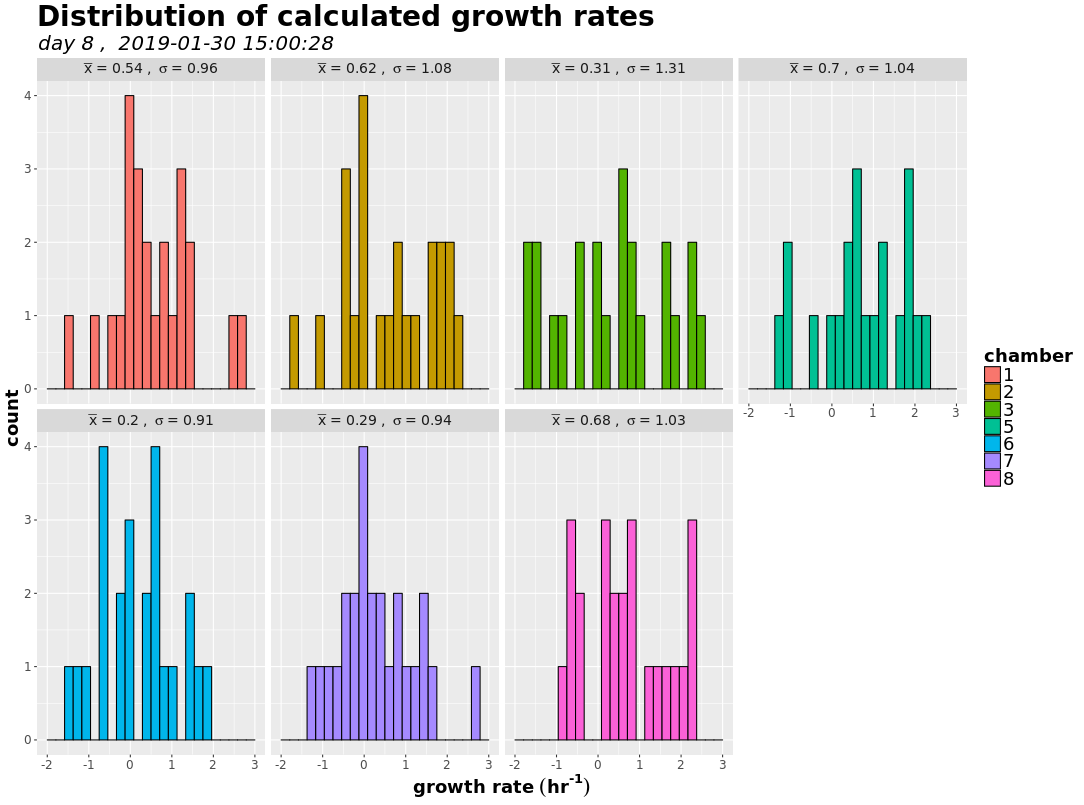 Distribution of calculated growth rates
day 8 ,  2019-01-30 15:00:28
x̅ = 0.54 ,  σ = 0.96
x̅ = 0.62 ,  σ = 1.08
x̅ = 0.31 ,  σ = 1.31
x̅ = 0.7 ,  σ = 1.04
4
3
2
1
0
-2 -1 0 1 2 3
x̅ = 0.2 ,  σ = 0.91
x̅ = 0.29 ,  σ = 0.94
x̅ = 0.68 ,  σ = 1.03
4
3
2
1
0
-2 -1 0 1 2 3
-2 -1 0 1 2 3
-2 -1 0 1 2 3
count
growth rate (hr⁻¹)
chamber
1
2
3
5
6
7
8